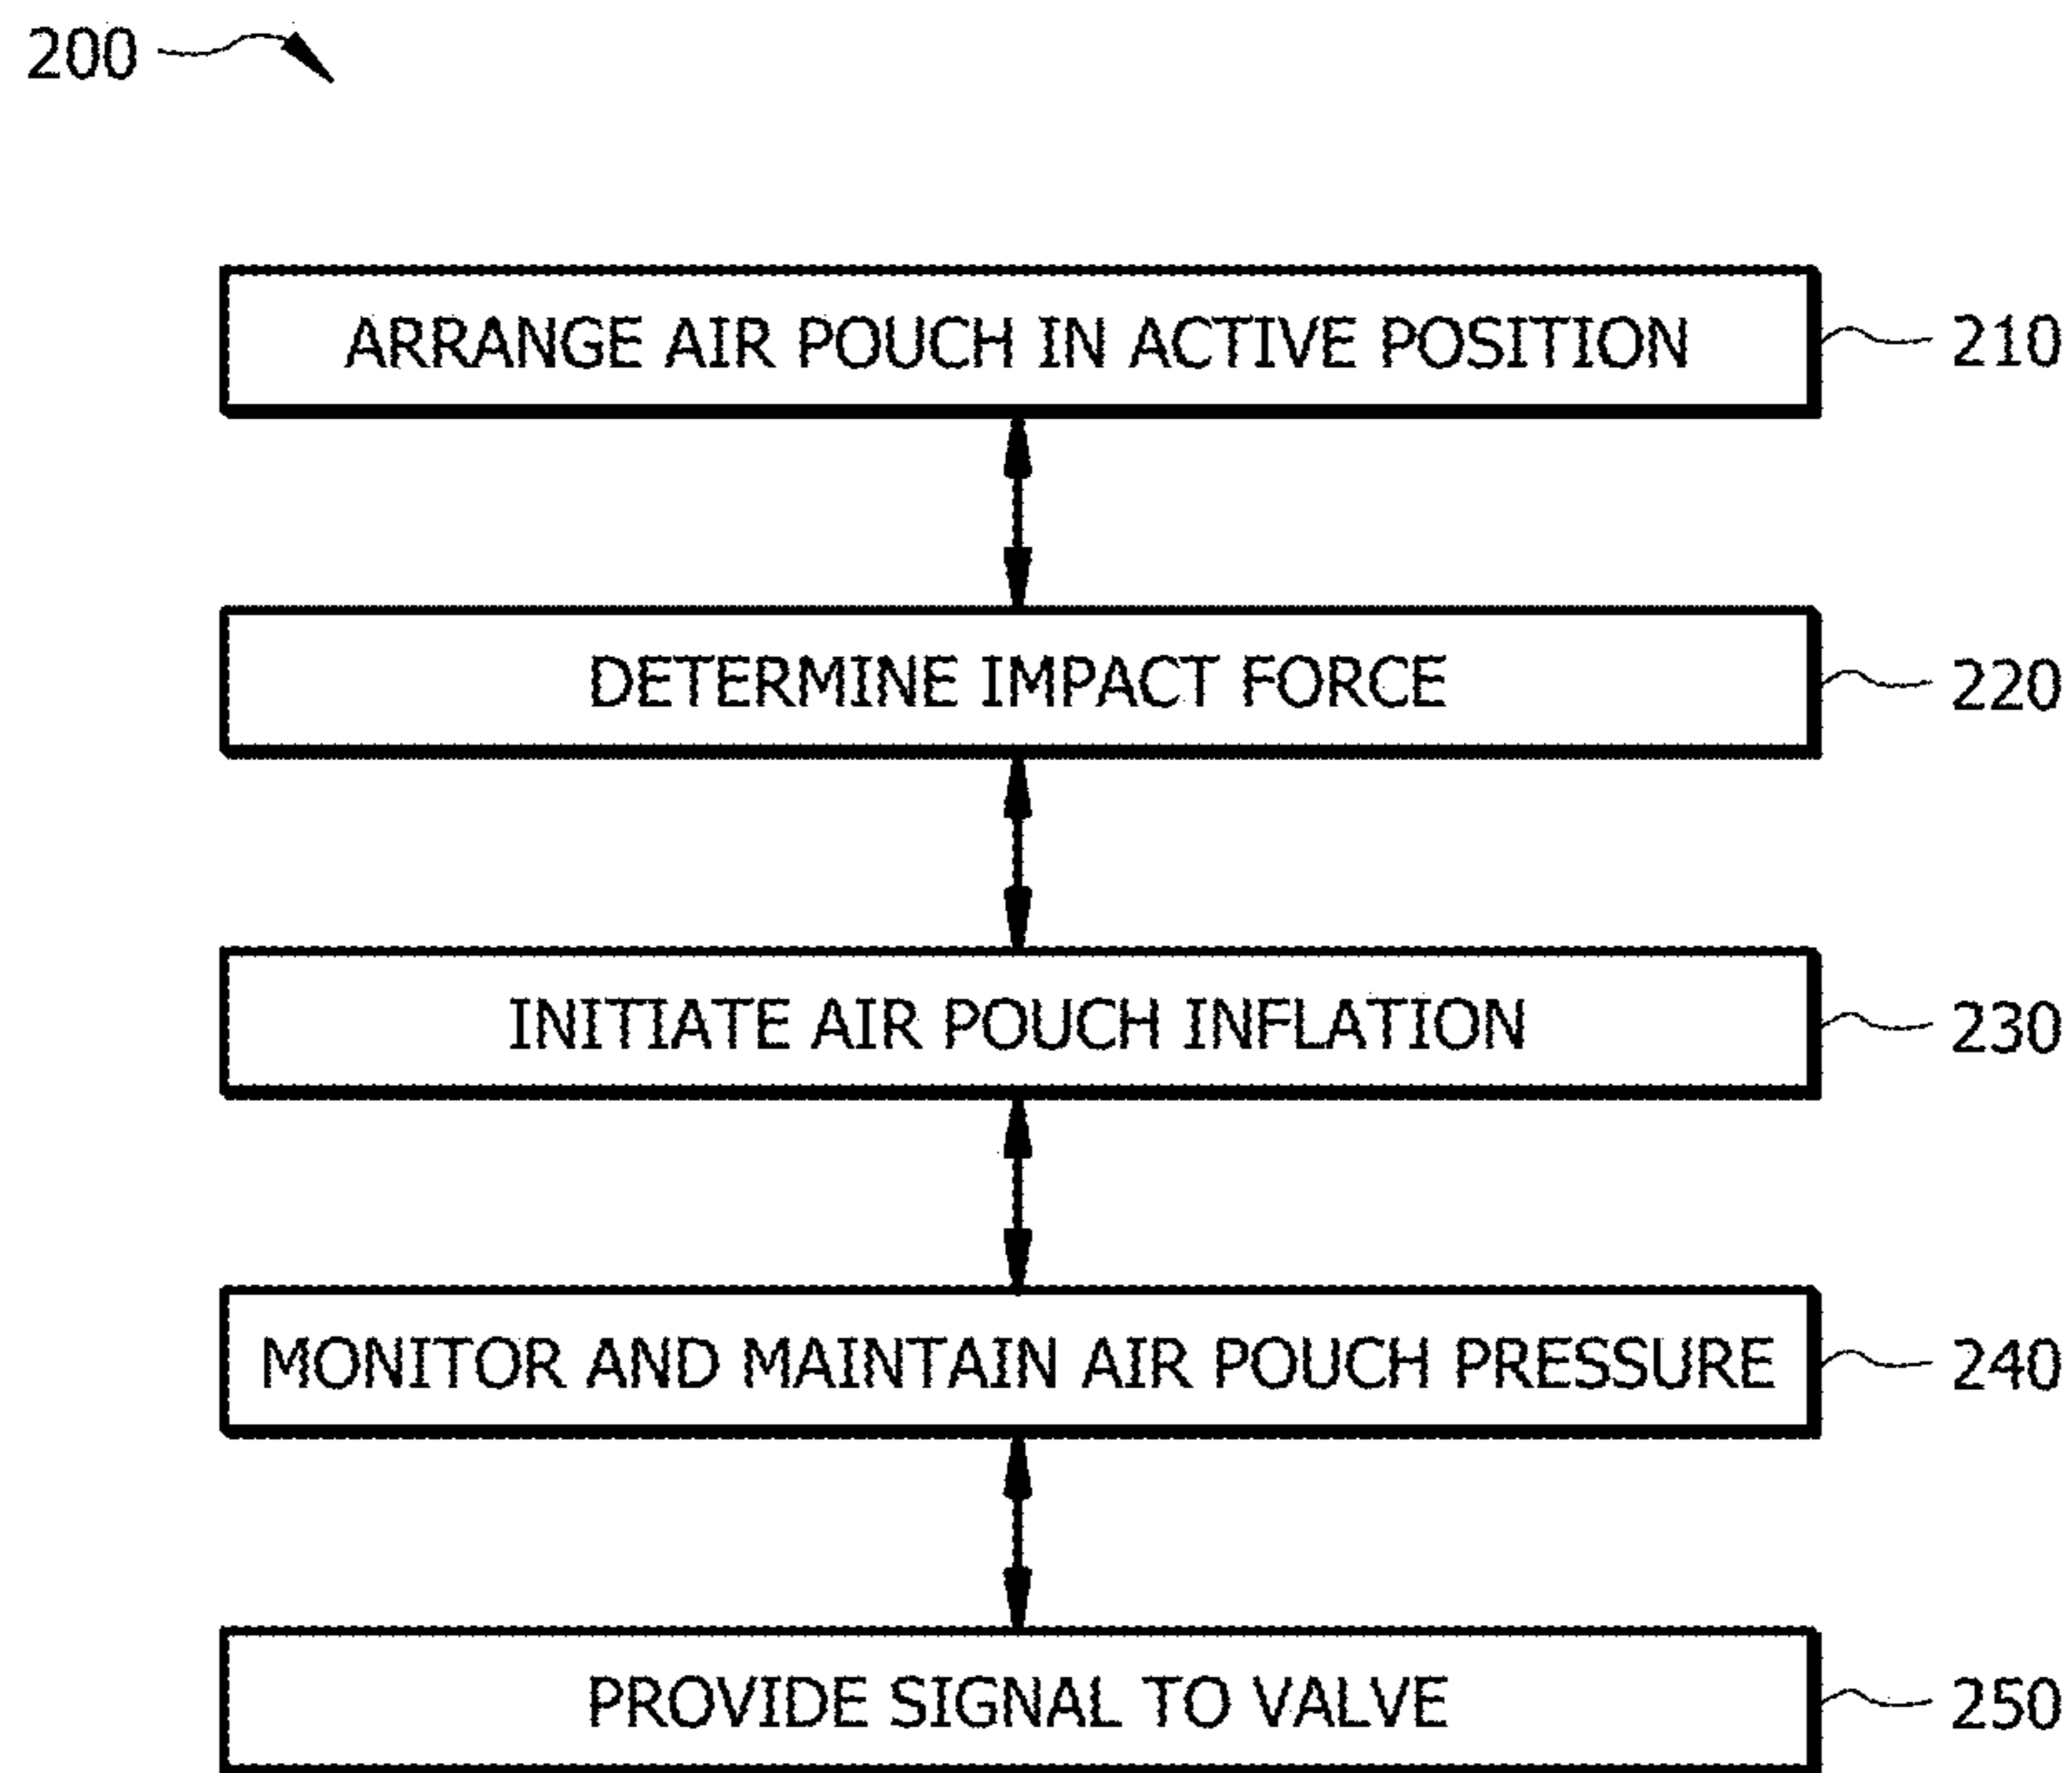 200
ARRANGE AIR POUCH IN ACTIVE POSITION 210
DETERMINE IMPACT FORCE 220
INITIATE AIR POUCH INFLATION 230
MONITOR AND MAINTAIN AIR POUCH PRESSURE 240
PROVIDE SIGNAL TO VALVE 250